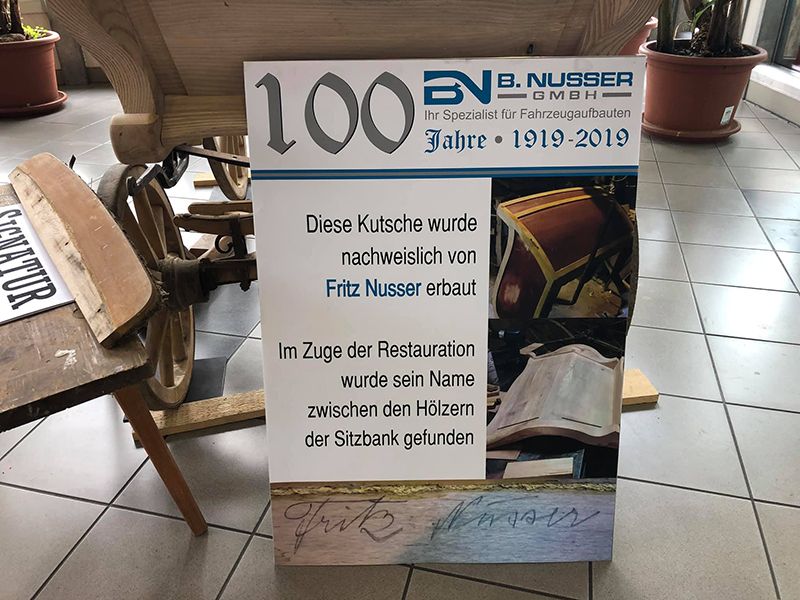 100
BN B. NUSSER
GMBH
Ihr Spezialist für Fahrzeugaufbauten
Jahre • 1919-2019
Diese Kutsche wurde
nachweislich von
Fritz Nusser erbaut
Im Zuge der Restauration
wurde sein Name
zwischen den Hölzern
der Sitzbank gefunden
Fritz Nusser
SIGNATUR